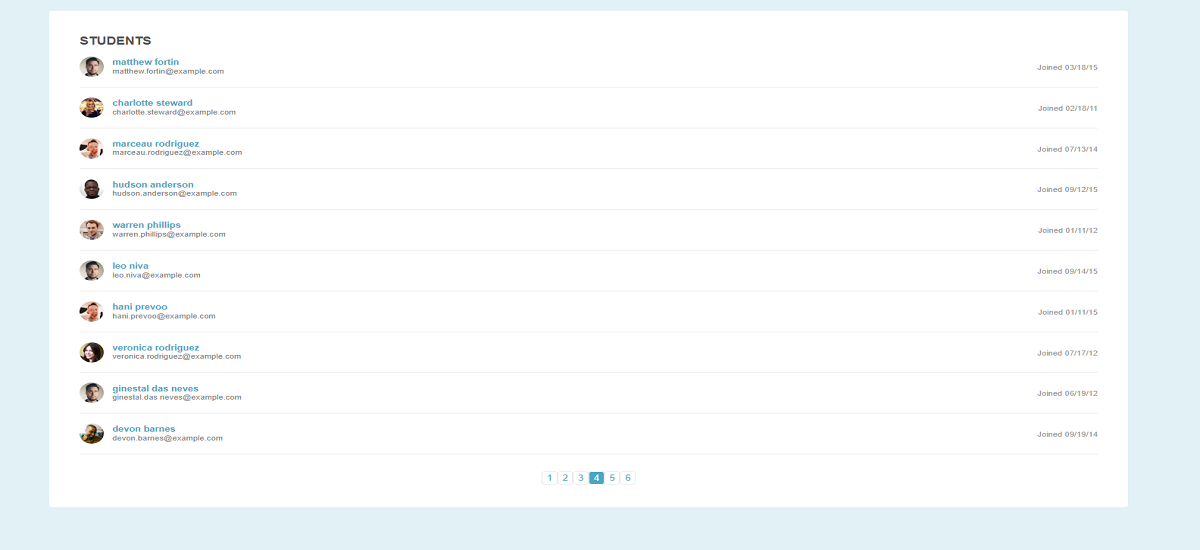 STUDENTS
matthew fortin
matthew.fortin@example.com
Joined 03/18/15
charlotte steward
charlotte.steward@example.com
Joined 02/18/11
marceau rodriguez
marceau.rodriguez@example.com
Joined 07/13/14
hudson anderson
hudson.anderson@example.com
Joined 09/12/15
warren phillips
warren.phillips@example.com
Joined 01/11/12
leo niva
leo.niva@example.com
Joined 09/14/15
hani prevoo
hani.prevoo@example.com
Joined 01/11/15
veronica rodriguez
veronica.rodriguez@example.com
Joined 07/17/12
ginestal das neves
ginestal.das neves@example.com
Joined 06/19/12
devon barnes
devon.barnes@example.com
Joined 09/19/14
1 2 3 4 5 6